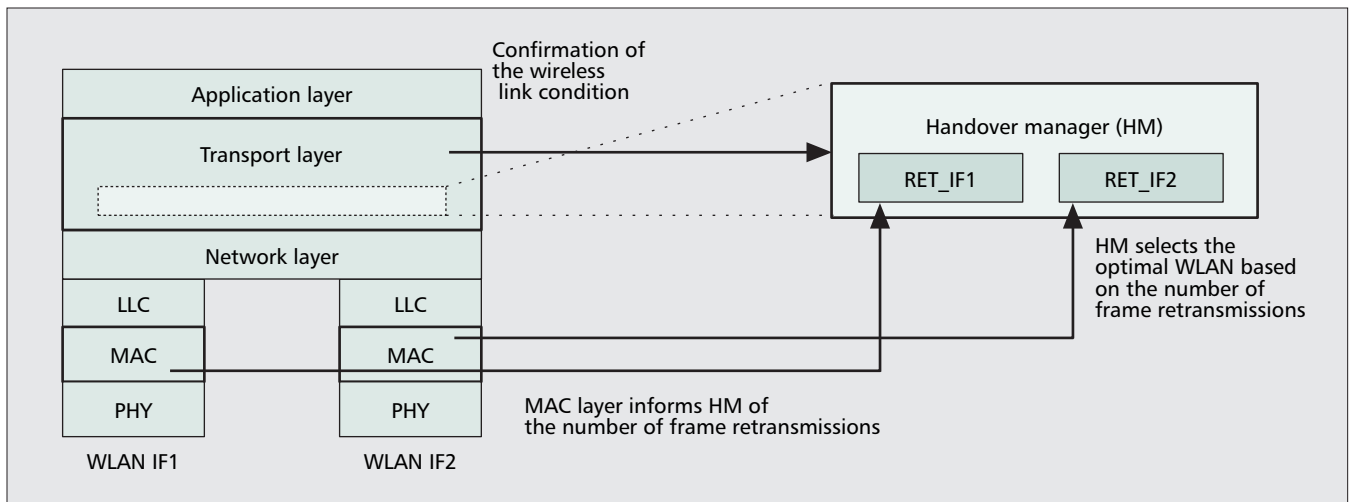 Confirmation of
the wireless
link condition
Application layer
Transport layer
Handover manager (HM)
RET_IF1
RET_IF2
Network layer
LLC
LLC
MAC
MAC
PHY
PHY
WLAN IF1
WLAN IF2
HM selects the
optimal WLAN based
on the number of
frame retransmissions
MAC layer informs HM of
the number of frame retransmissions